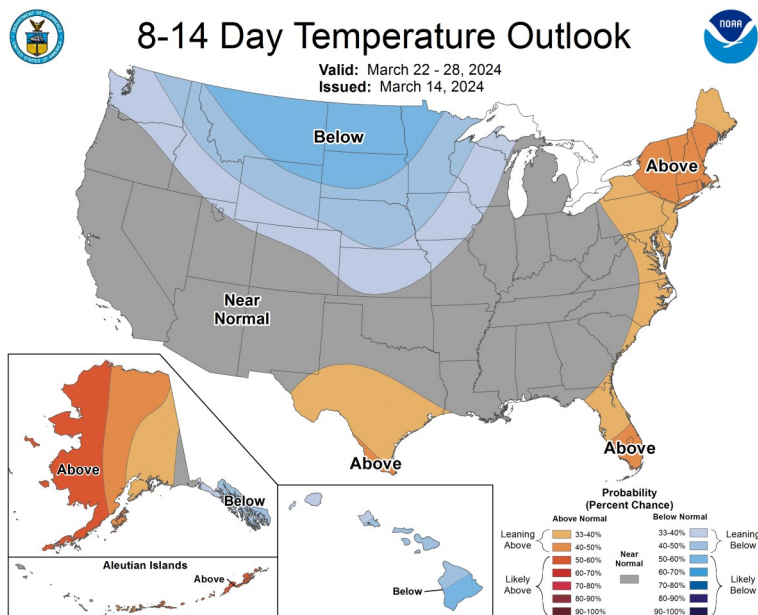 8-14 Day Temperature Outlook
Valid: March 22 - 28, 2024
Issued: March 14, 2024
NOAA
Below
Above
Near
Normal
Above
Above
Above
Below
Aleutian Islands
Above
Below
Probability
(Percent Chance)
Above Normal
Below Normal
Leaning
Above
33-40%
40-50%
Likely
Above
50-60%
60-70%
70-80%
80-90%
90-100%
Near
Normal
33-40%
40-50%
Leaning
Below
50-60%
60-70%
70-80%
80-90%
90-100%
Likely
Below